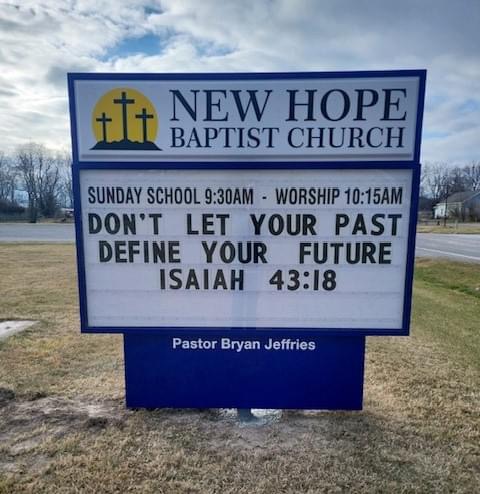 NEW HOPE
BAPTIST CHURCH
SUNDAY SCHOOL 9:30AM - WORSHIP 10:15AM
DON'T LET YOUR PAST
DEFINE YOUR FUTURE
ISAIAH 43:18
Pastor Bryan Jeffries